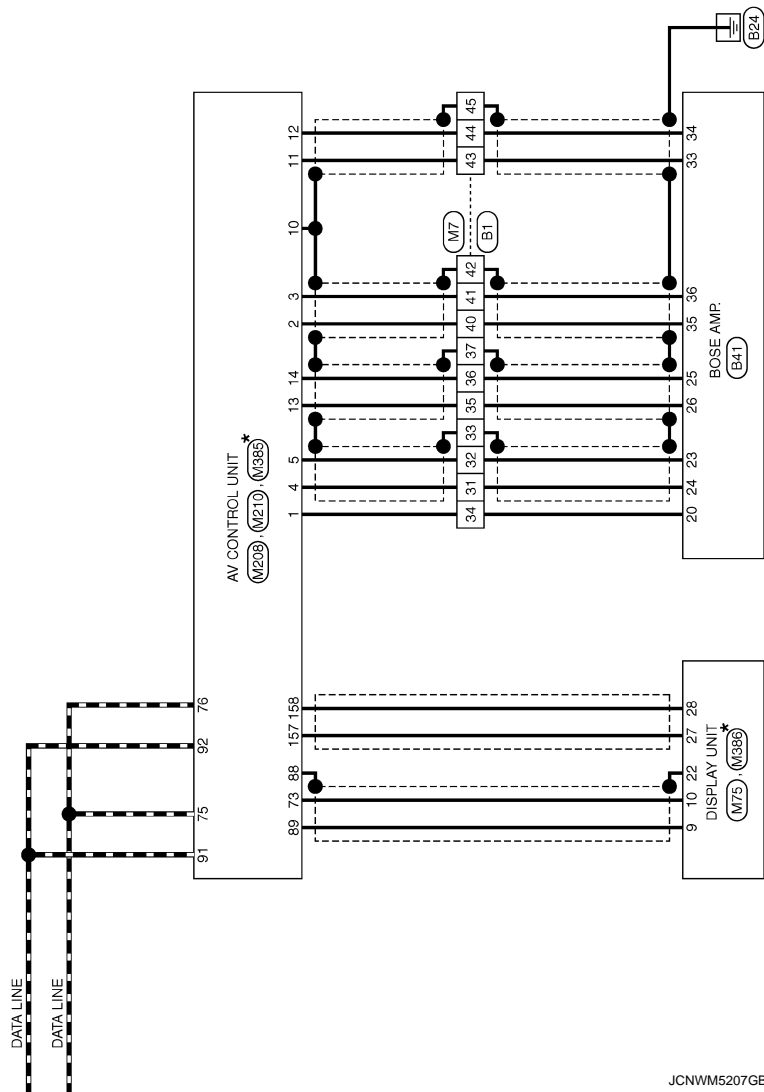 B24
12 45 34
44
11 43 33
10
M7 B1
3 42 36
41
2 40 35
37
14 36 25
13 35 26
33
5 32 23
4 31 24
1 34 20
AV CONTROL UNIT *
M208 , M210 , M385
BOSE AMP.
B41
76
92
75
91
158 28
157 27
88 22
73 10
89 9
DISPLAY UNIT *
M75 , M386
DATA LINE
DATA LINE
JCNWM5207GB